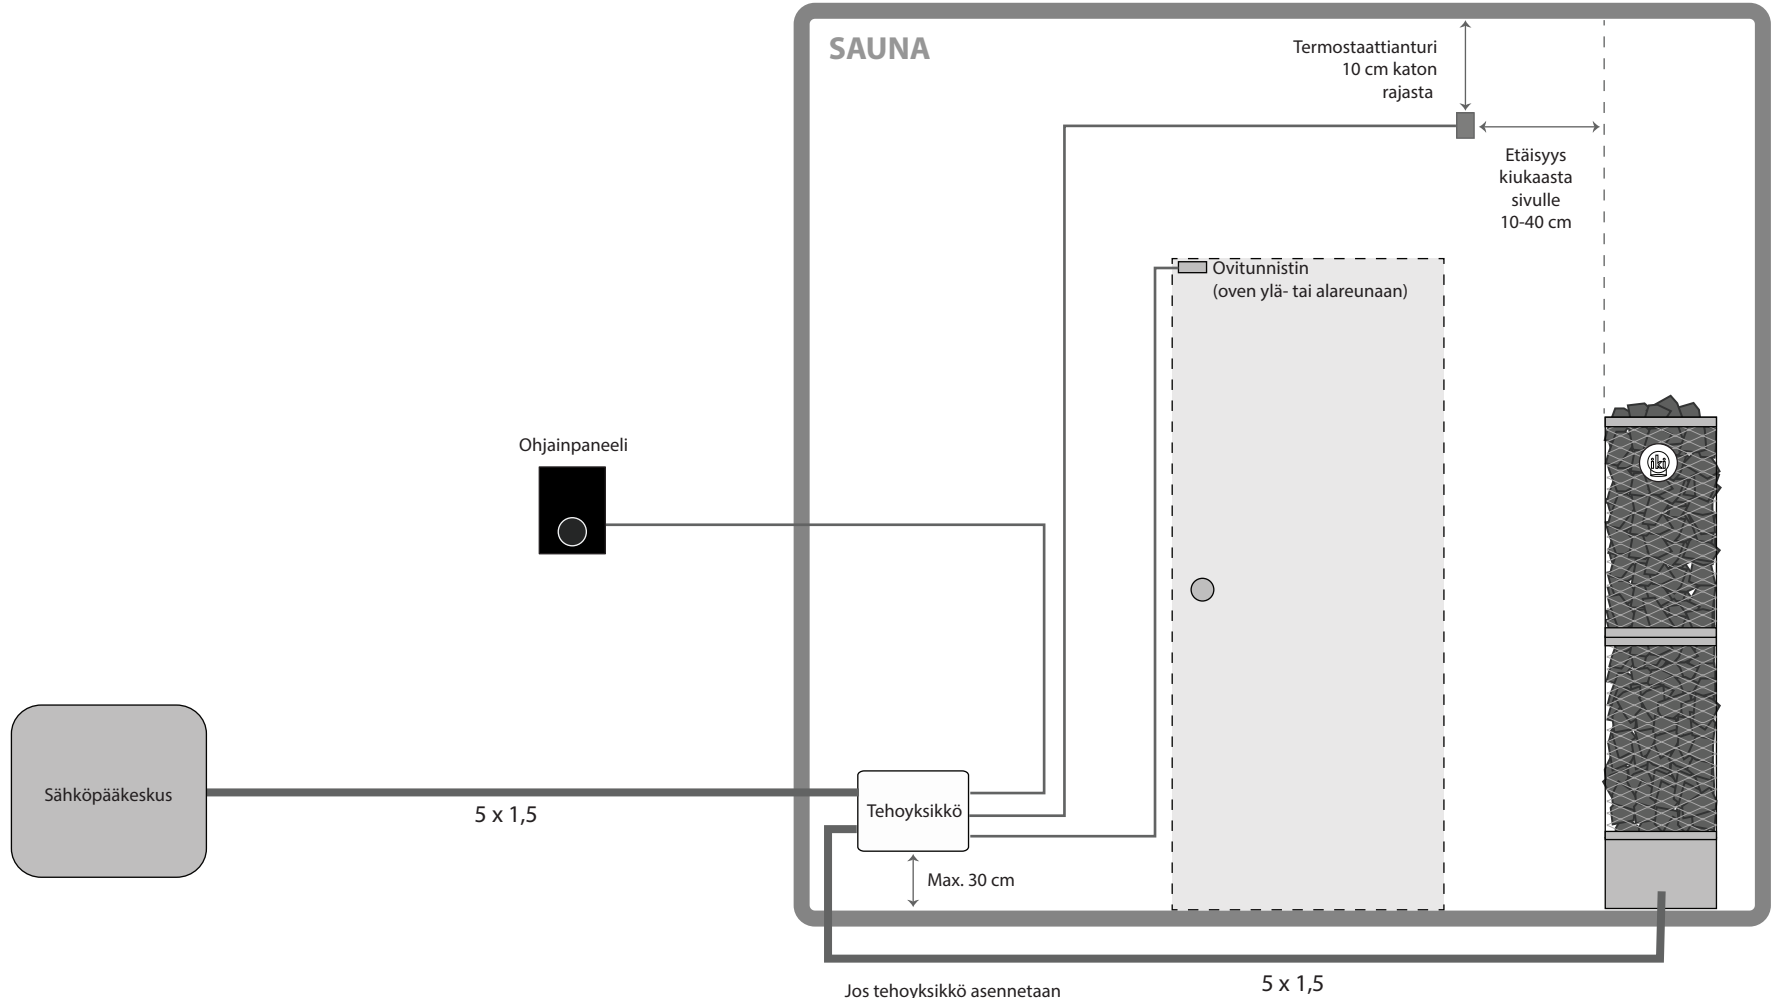 SAUNA
Termostaattianturi
10 cm katon
rajasta
Etäisyys
kiukaasta
sivulle
10-40 cm
Ovitunnistin
(oven ylä- tai alareunaan)
Ohjainpaneeli
iki
Sähköpääkeskus
5 x 1,5
Tehoyksikkö
Max. 30 cm
5 x 1,5
Jos tehoyksikkö asennetaan